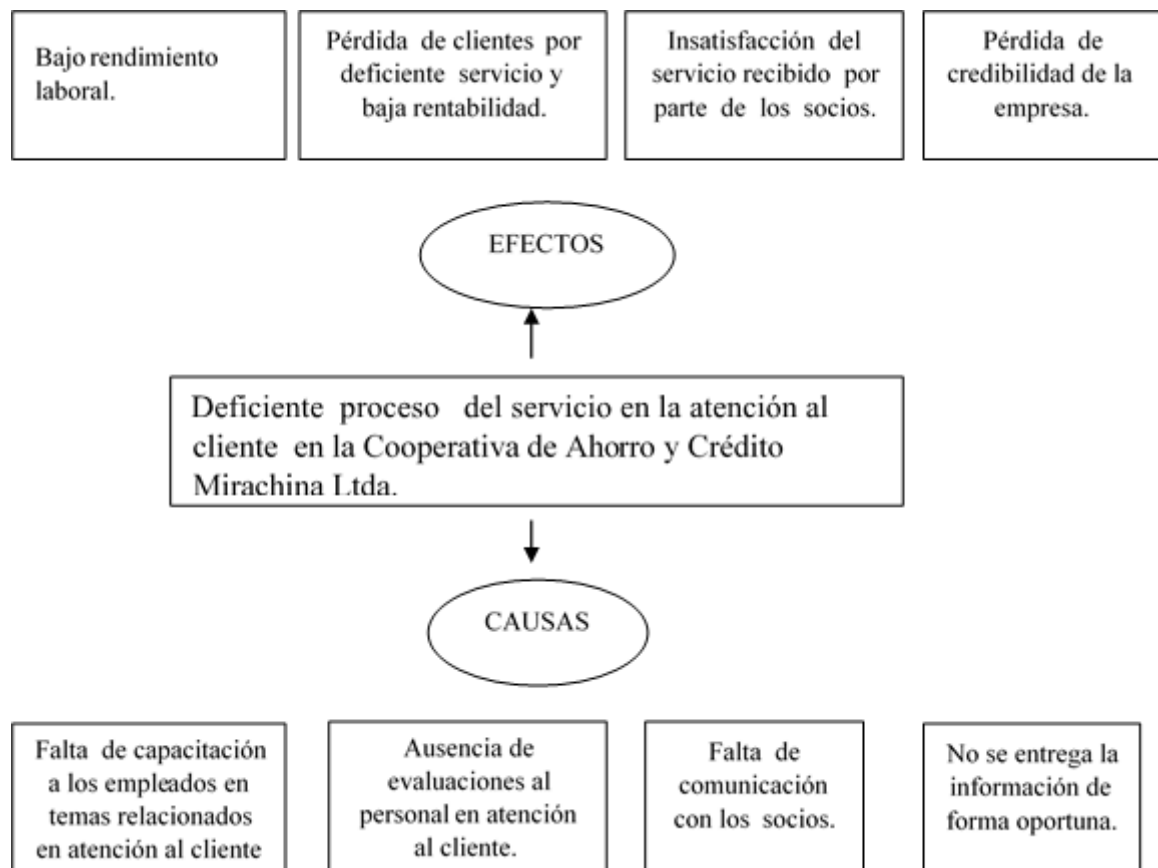 Bajo rendimiento
laboral.
Pérdida de clientes por
deficiente servicio y
baja rentabilidad.
Insatisfacción del
servicio recibido por
parte de los socios.
Pérdida de
credibilidad de la
empresa.
EFECTOS
Deficiente proceso del servicio en la atención al
cliente en la Cooperativa de Ahorro y Crédito
Mirachina Ltda.
CAUSAS
Falta de capacitación
a los empleados en
temas relacionados
en atención al cliente
Ausencia de
evaluaciones al
personal en atención
al cliente.
Falta de
comunicación
con los socios.
No se entrega la
información de
forma oportuna.